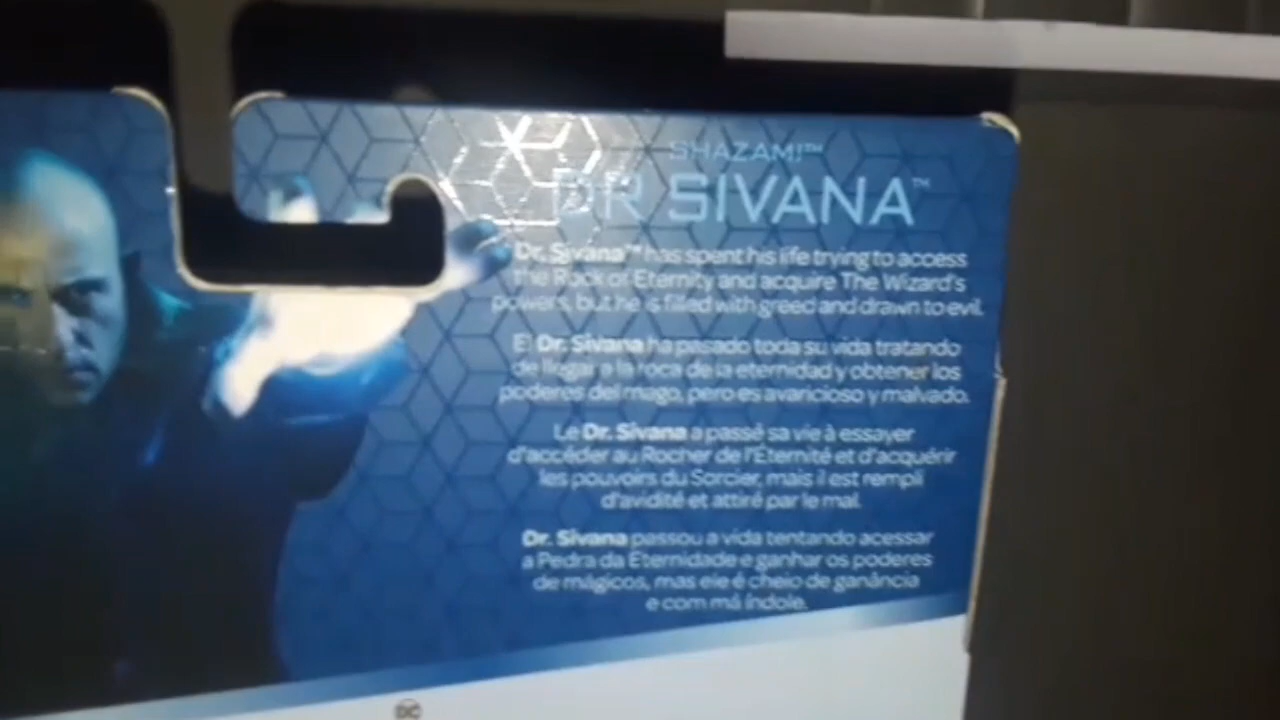 SHAZAM!™
DR SIVANA™
Dr. Sivana™ has spent his life trying to access
the Rock of Eternity and acquire The Wizard's
powers, but he is filled with greed and drawn to evil.
El Dr. Sivana ha pasado toda su vida tratando
de llegar a la roca de la eternidad y obtener los
poderes del mago, pero es avaricioso y malvado.
Le Dr. Sivana a passé sa vie à essayer
d'accéder au Rocher de l'Éternité et d'acquérir
les pouvoirs du Sorcier, mais il est rempli
d'avidité et attiré par le mal.
Dr. Sivana passou a vida tentando acessar
a Pedra da Eternidade e ganhar os poderes
de mágicos, mas ele é cheio de ganância
e com má índole.
DC